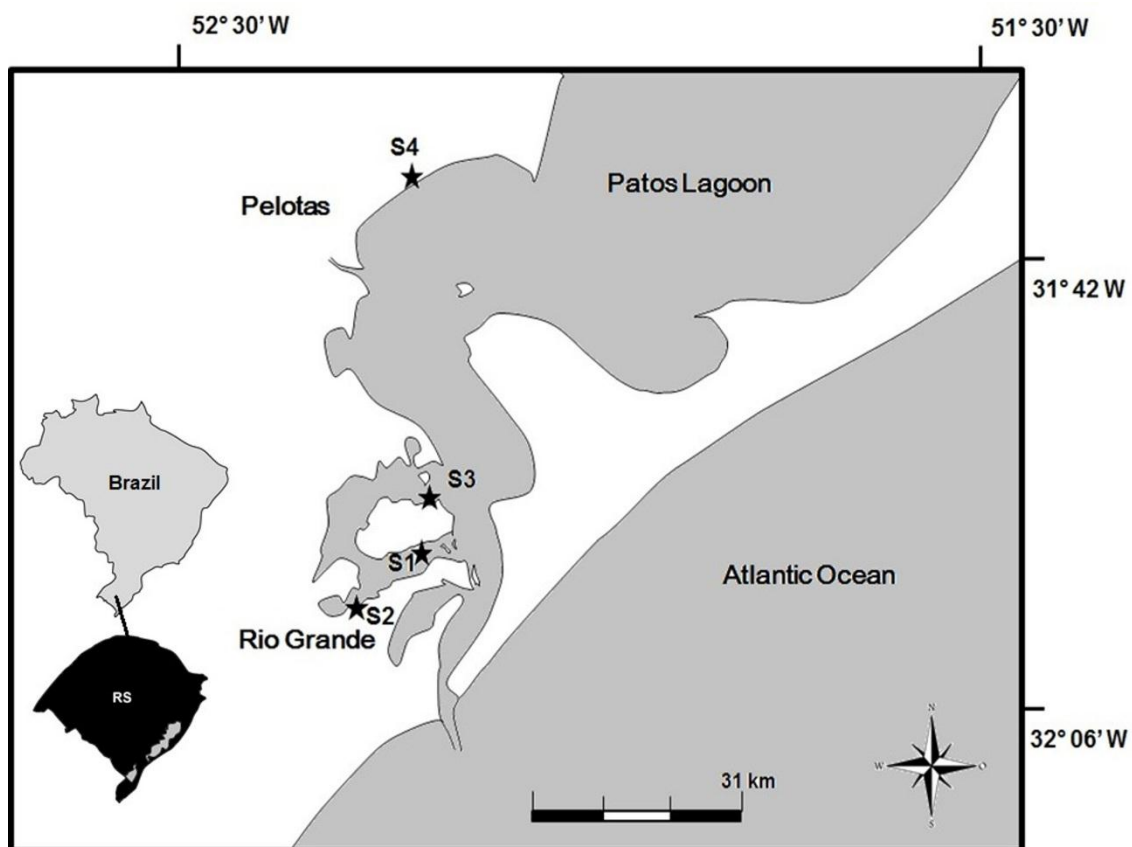 52° 30' W
51° 30' W
S4
Patos Lagoon
Pelotas
31° 42 W
Brazil
S3
S1
Atlantic Ocean
S2
Rio Grande
RS
N
32° 06' W
W
O
31 km
S